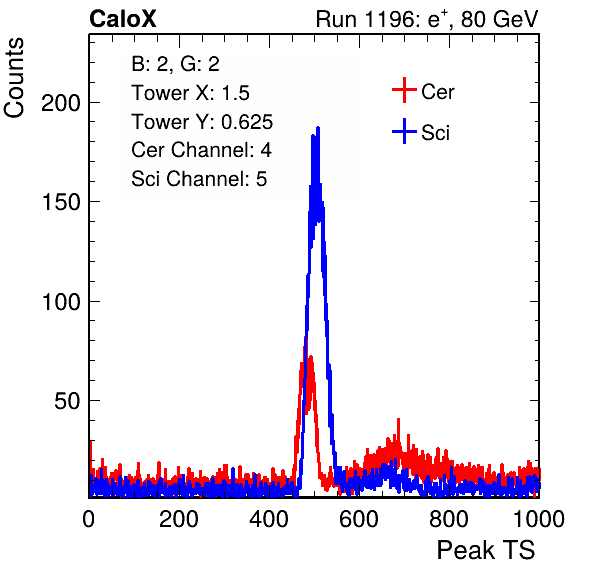 CaloX Run 1196: e⁺, 80 GeV
Counts
B: 2, G: 2
Tower X: 1.5
Tower Y: 0.625
Cer Channel: 4
Sci Channel: 5
Cer
Sci
200
150
100
50
0 200 400 600 800 1000
Peak TS